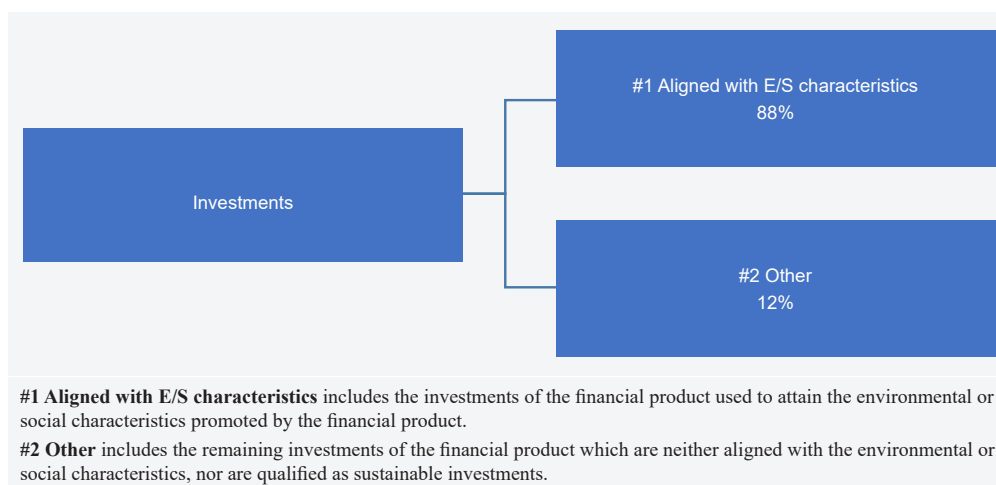 #1 Aligned with E/S characteristics
88%
Investments
#2 Other
12%
#1 Aligned with E/S characteristics includes the investments of the financial product used to attain the environmental or
social characteristics promoted by the financial product.
#2 Other includes the remaining investments of the financial product which are neither aligned with the environmental or
social characteristics, nor are qualified as sustainable investments.